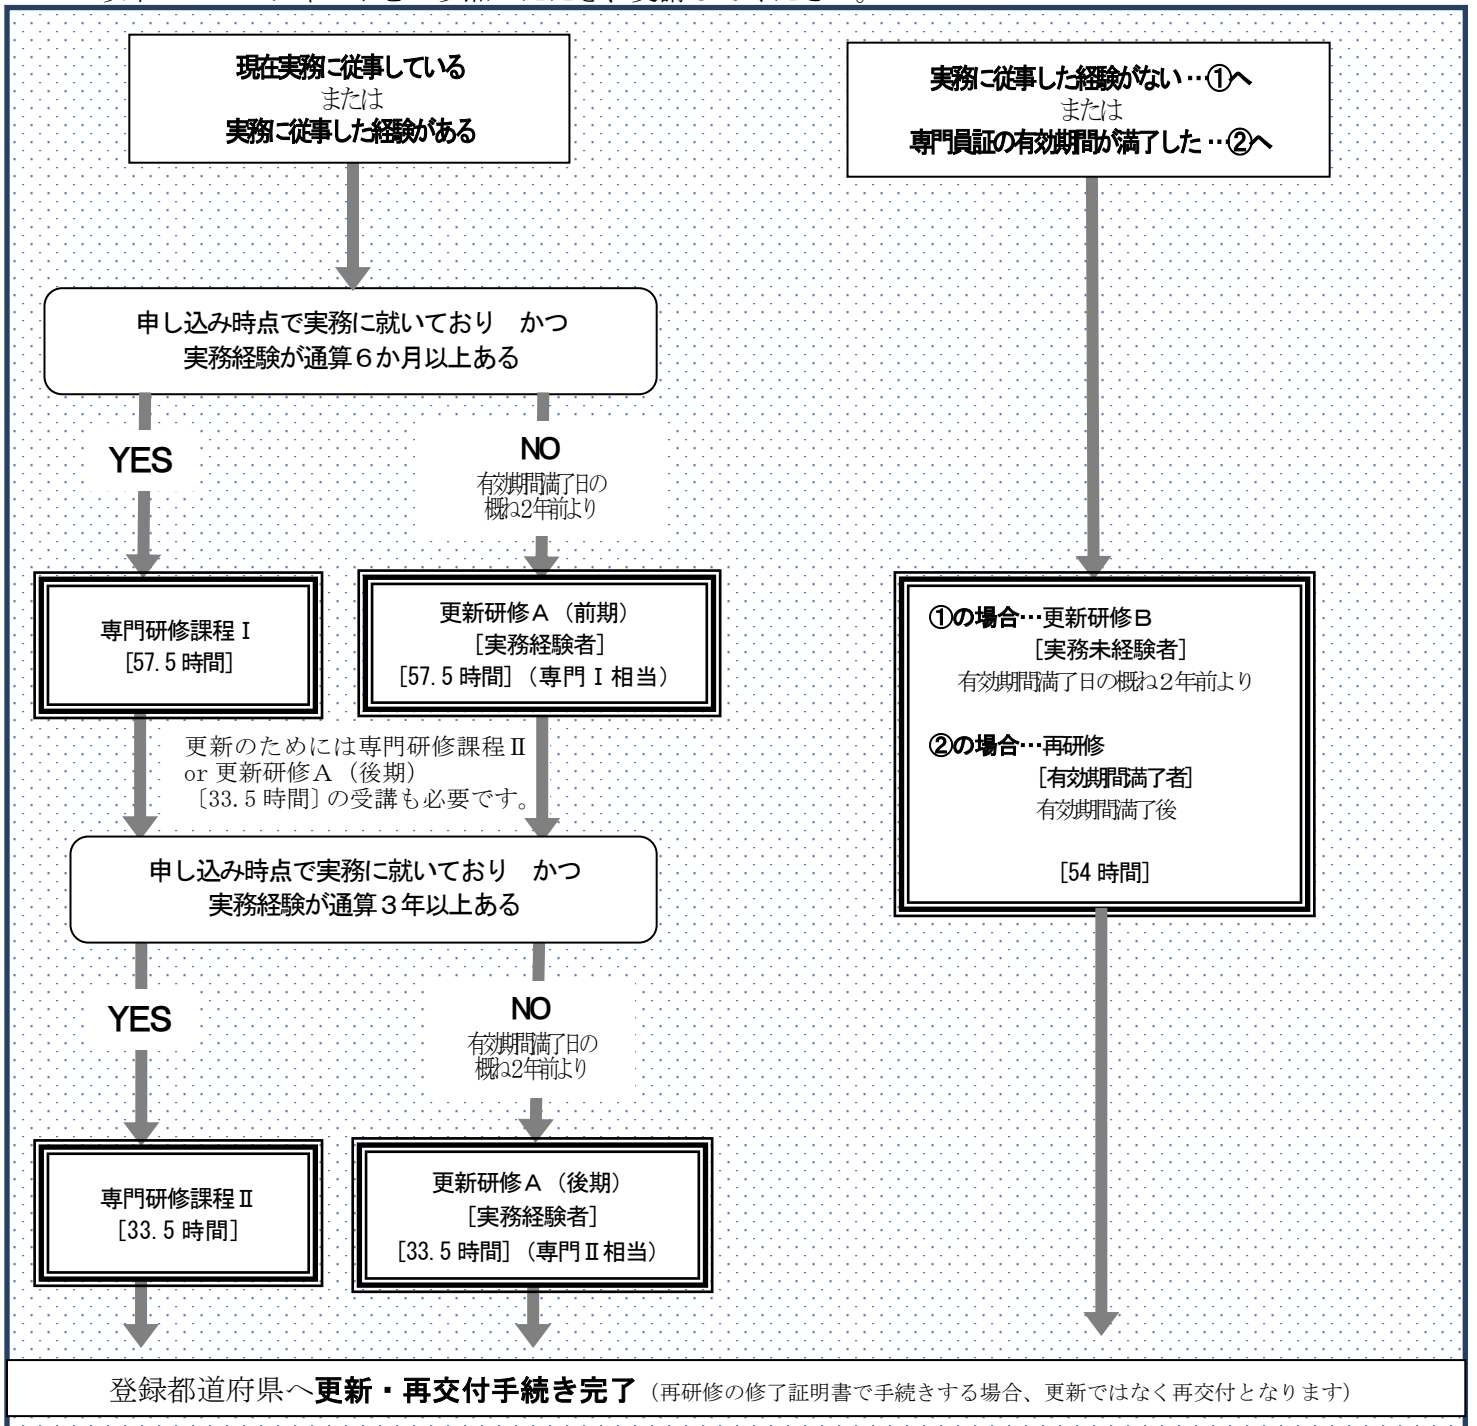 現在実務に従事している
または
実務に従事した経験がある
実務に従事した経験がない…①へ
または
専門員証の有効期間が満了した…②へ
申し込み時点で実務に就いており　かつ
実務経験が通算６か月以上ある
YES
NO
有効期間満了日の
概ね2年前より
専門研修課程Ⅰ
[57.5時間]
更新研修Ａ（前期）
[実務経験者]
[57.5時間]（専門Ⅰ相当）
①の場合…更新研修Ｂ
[実務未経験者]
有効期間満了日の概ね２年前より
②の場合…再研修
[有効期間満了者]
有効期間満了後
[54時間]
更新のためには専門研修課程Ⅱ
or 更新研修Ａ（後期）
〔33.5時間〕の受講も必要です。
申し込み時点で実務に就いており　かつ
実務経験が通算３年以上ある
YES
NO
有効期間満了日の
概ね2年前より
専門研修課程Ⅱ
[33.5時間]
更新研修Ａ（後期）
[実務経験者]
[33.5時間]（専門Ⅱ相当）
登録都道府県へ更新・再交付手続き完了（再研修の修了証明書で手続きする場合、更新ではなく再交付となります）